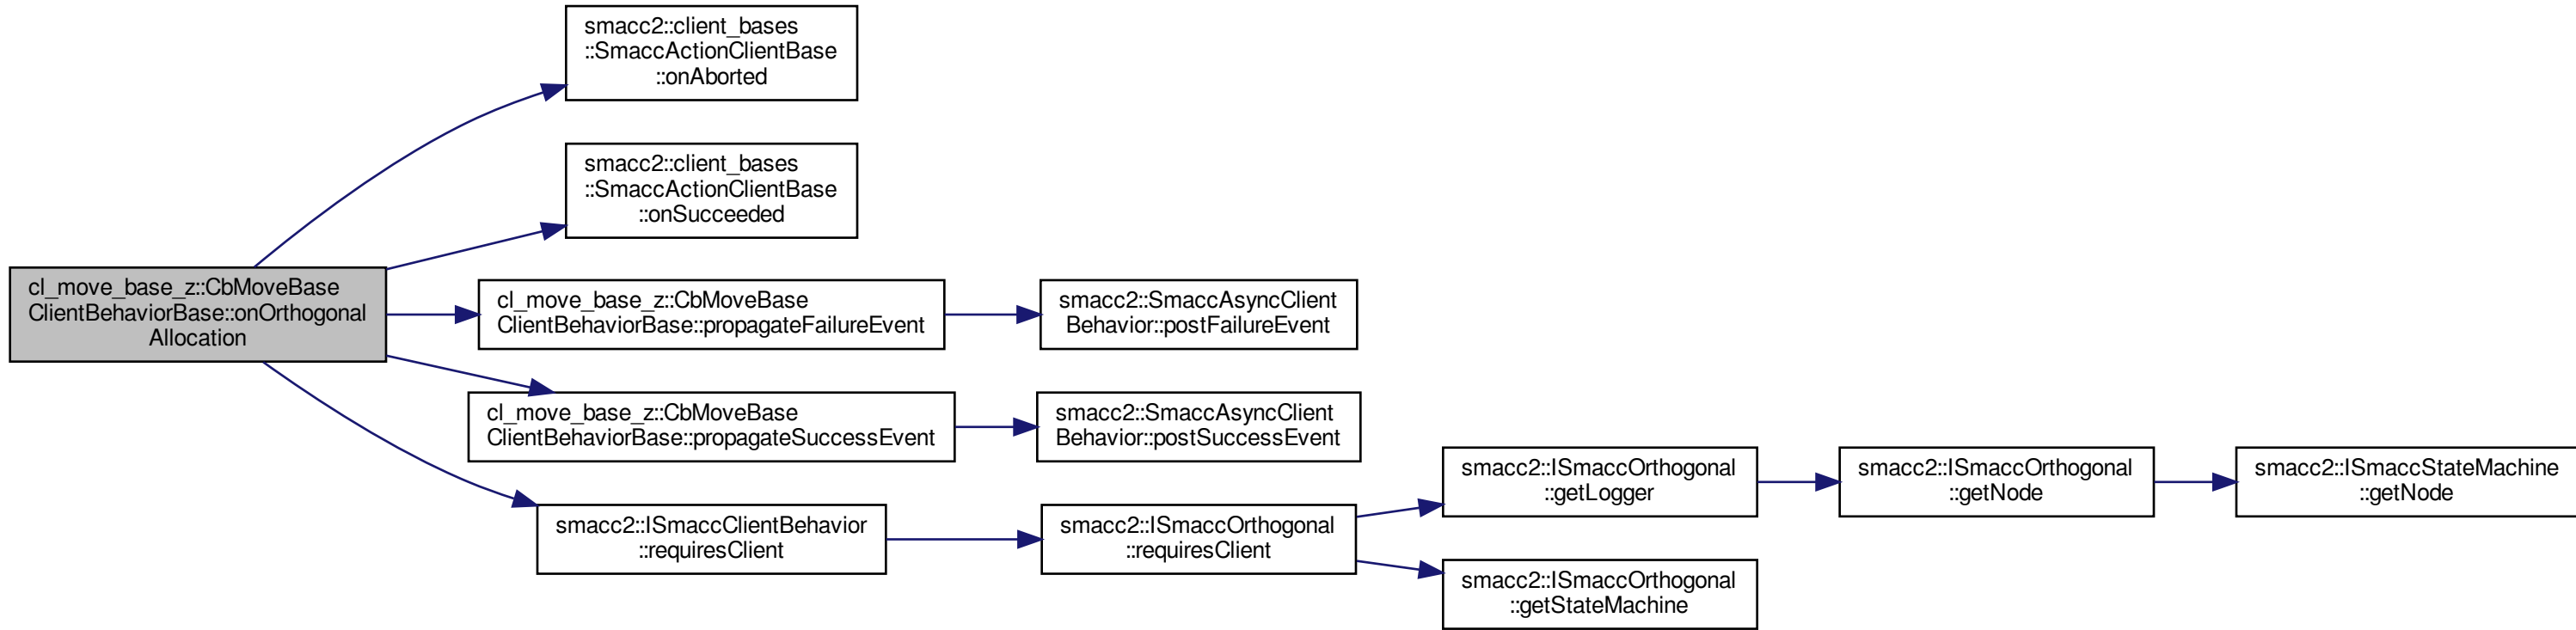 smacc2::client_bases
::SmaccActionClientBase
::onAborted
smacc2::client_bases
::SmaccActionClientBase
::onSucceeded
cl_move_base_z::CbMoveBase
ClientBehaviorBase::onOrthogonal
Allocation
cl_move_base_z::CbMoveBase
ClientBehaviorBase::propagateFailureEvent
smacc2::SmaccAsyncClient
Behavior::postFailureEvent
cl_move_base_z::CbMoveBase
ClientBehaviorBase::propagateSuccessEvent
smacc2::SmaccAsyncClient
Behavior::postSuccessEvent
smacc2::ISmaccClientBehavior
::requiresClient
smacc2::ISmaccOrthogonal
::requiresClient
smacc2::ISmaccOrthogonal
::getLogger
smacc2::ISmaccOrthogonal
::getNode
smacc2::ISmaccStateMachine
::getNode
smacc2::ISmaccOrthogonal
::getStateMachine